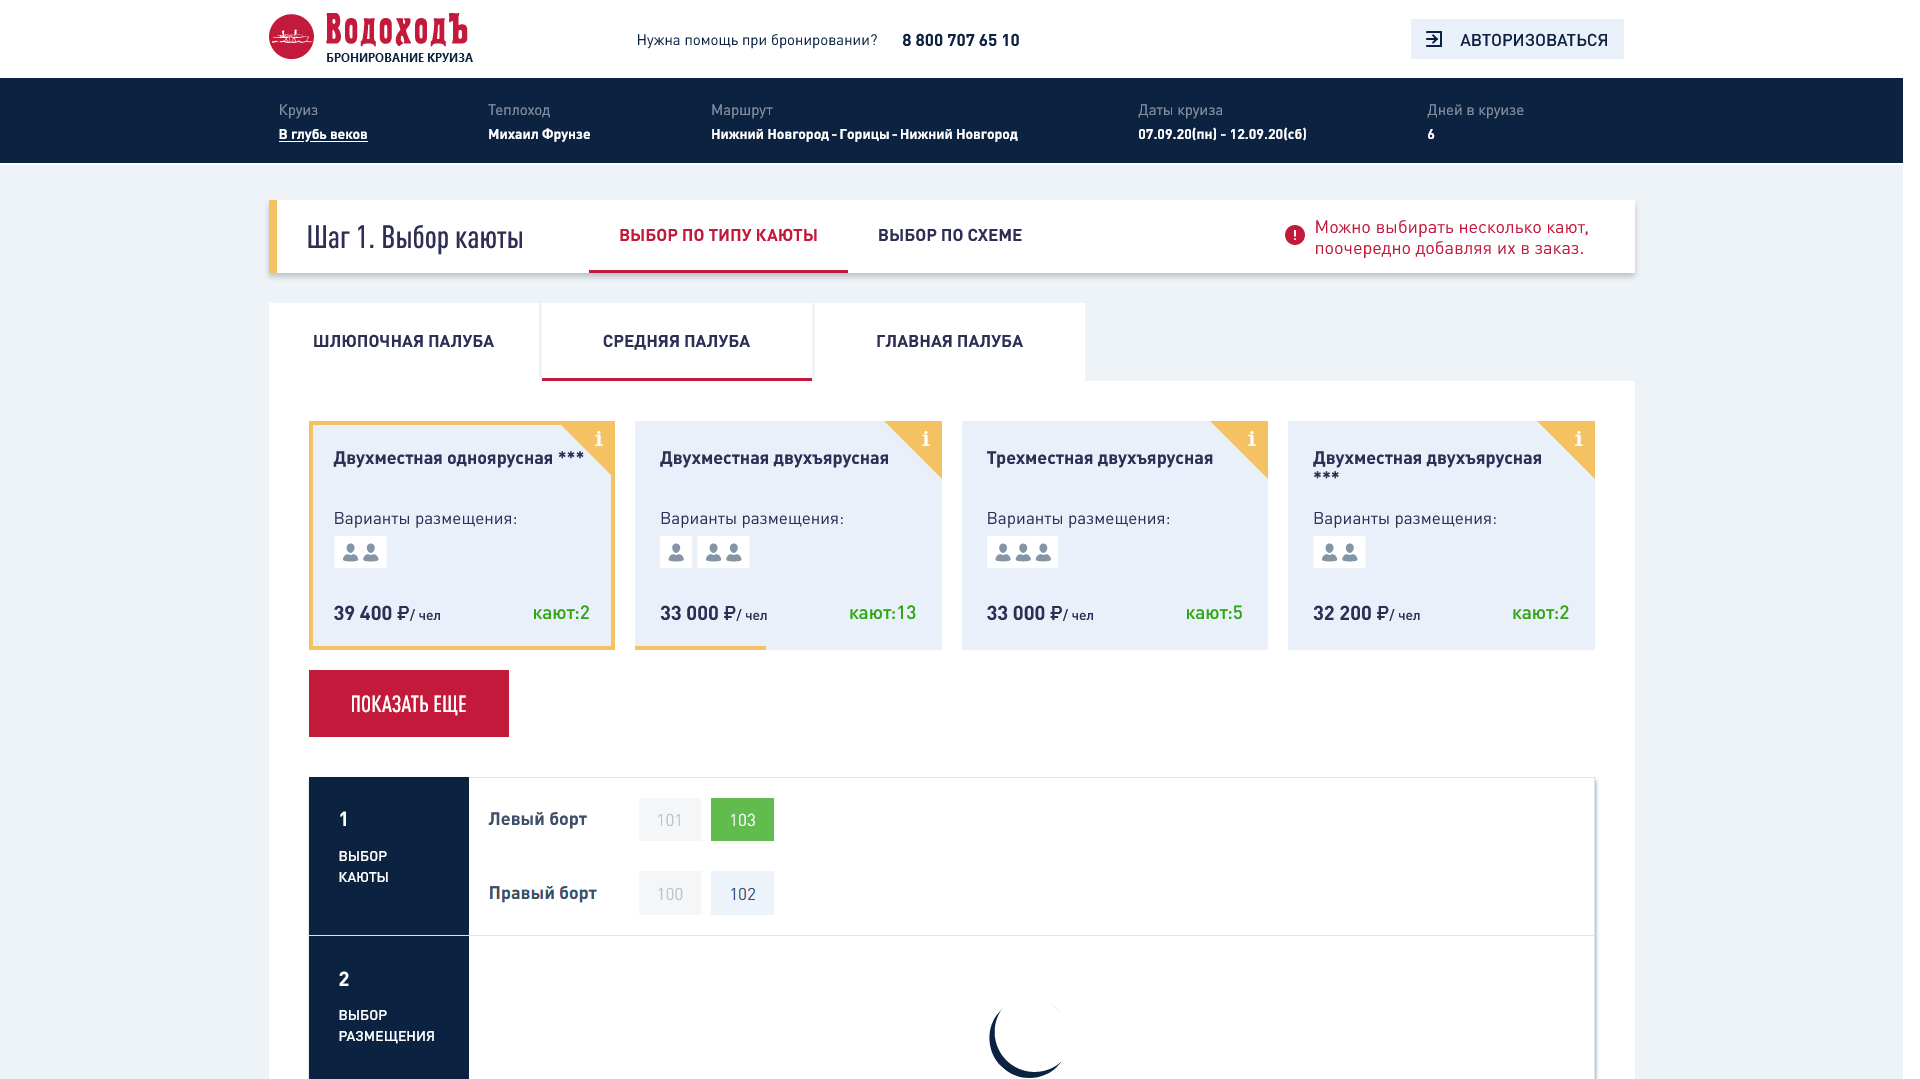 ВодоходЪ
БРОНИРОВАНИЕ КРУИЗА
Нужна помощь при бронировании? 8 800 707 65 10
АВТОРИЗОВАТЬСЯ
Круиз
В глубь веков
Теплоход
Михаил Фрунзе
Маршрут
Нижний Новгород - Горицы - Нижний Новгород
Даты круиза
07.09.20(пн) - 12.09.20(сб)
Дней в круизе
6
Шаг 1. Выбор каюты
ВЫБОР ПО ТИПУ КАЮТЫ
ВЫБОР ПО СХЕМЕ
Можно выбирать несколько кают,
поочередно добавляя их в заказ.
ШЛЮПОЧНАЯ ПАЛУБА
СРЕДНЯЯ ПАЛУБА
ГЛАВНАЯ ПАЛУБА
Двухместная одноярусная ***
Варианты размещения:
39 400 ₽/ чел
кают:2
Двухместная двухъярусная
Варианты размещения:
33 000 ₽/ чел
кают:13
Трехместная двухъярусная
Варианты размещения:
33 000 ₽/ чел
кают:5
Двухместная двухъярусная
***
Варианты размещения:
32 200 ₽/ чел
кают:2
ПОКАЗАТЬ ЕЩЕ
1
ВЫБОР
КАЮТЫ
Левый борт
101
103
Правый борт
100
102
2
ВЫБОР
РАЗМЕЩЕНИЯ